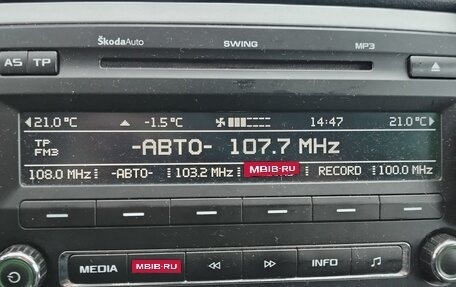 ŠkodaAuto SWING MP3
AS TP
21.0 °C -1.5 °C 14:47 21.0 °C
TP
FM3
-АВТО- 107.7 MHz
108.0 MHz -АВТО- 103.2 MHz MBIB-RU RECORD 100.0 MHz
MEDIA MBIB-RU INFO